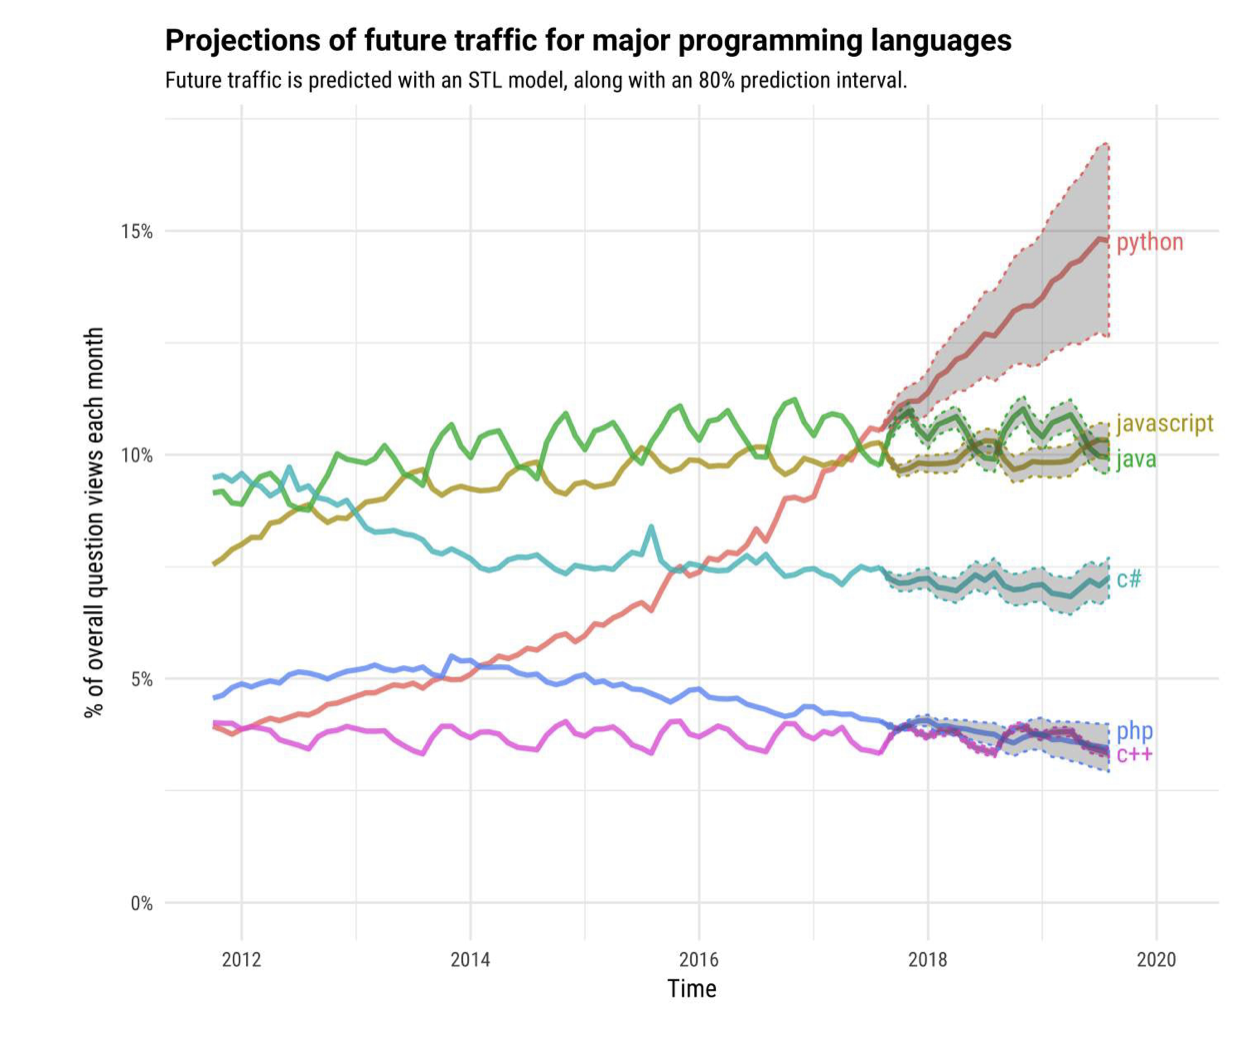 Projections of future traffic for major programming languages
Future traffic is predicted with an STL model, along with an 80% prediction interval.
% of overall question views each month
15%
10%
5%
0%
python
javascript
java
c#
php
c++
2012 2014 2016 2018 2020
Time